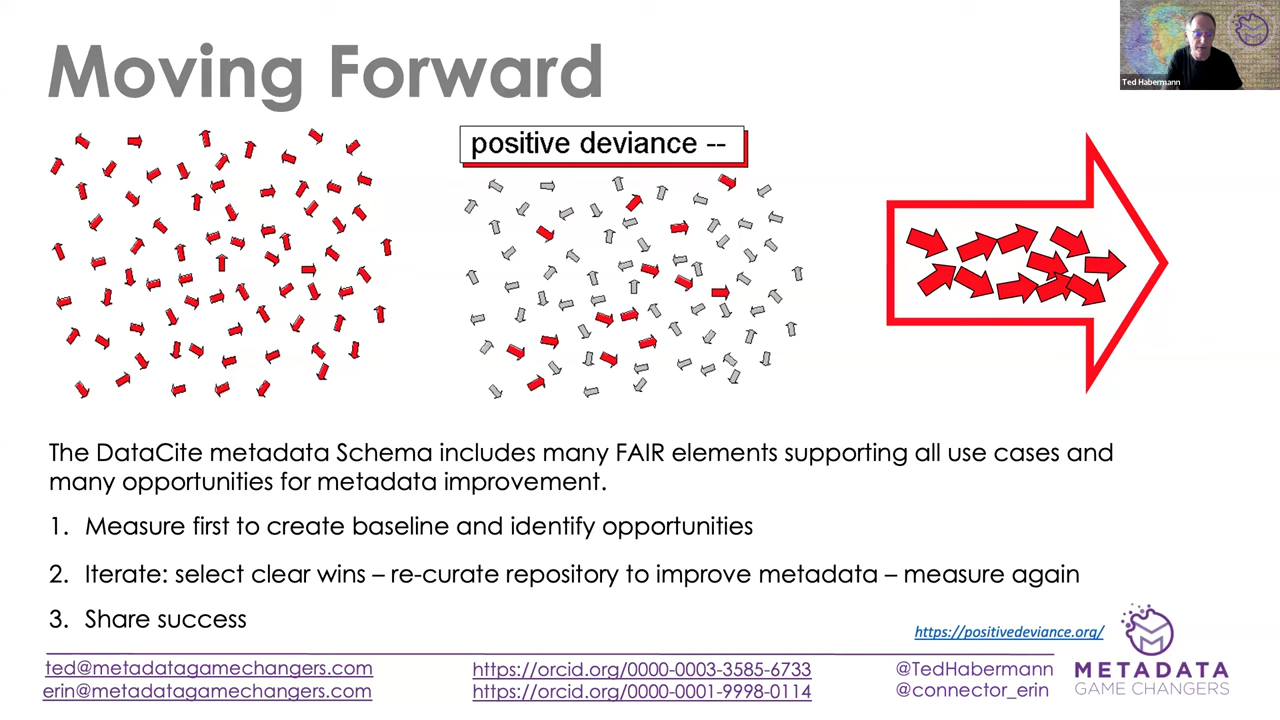 Moving Forward
Ted Habermann
positive deviance --
The DataCite metadata Schema includes many FAIR elements supporting all use cases and
many opportunities for metadata improvement.
1. Measure first to create baseline and identify opportunities
2. Iterate: select clear wins – re-curate repository to improve metadata – measure again
3. Share success
https://positivedeviance.org/
ted@metadatagamechangers.com
erin@metadatagamechangers.com
https://orcid.org/0000-0003-3585-6733
https://orcid.org/0000-0001-9998-0114
@TedHabermann
@connector_erin
METADATA
GAME CHANGERS